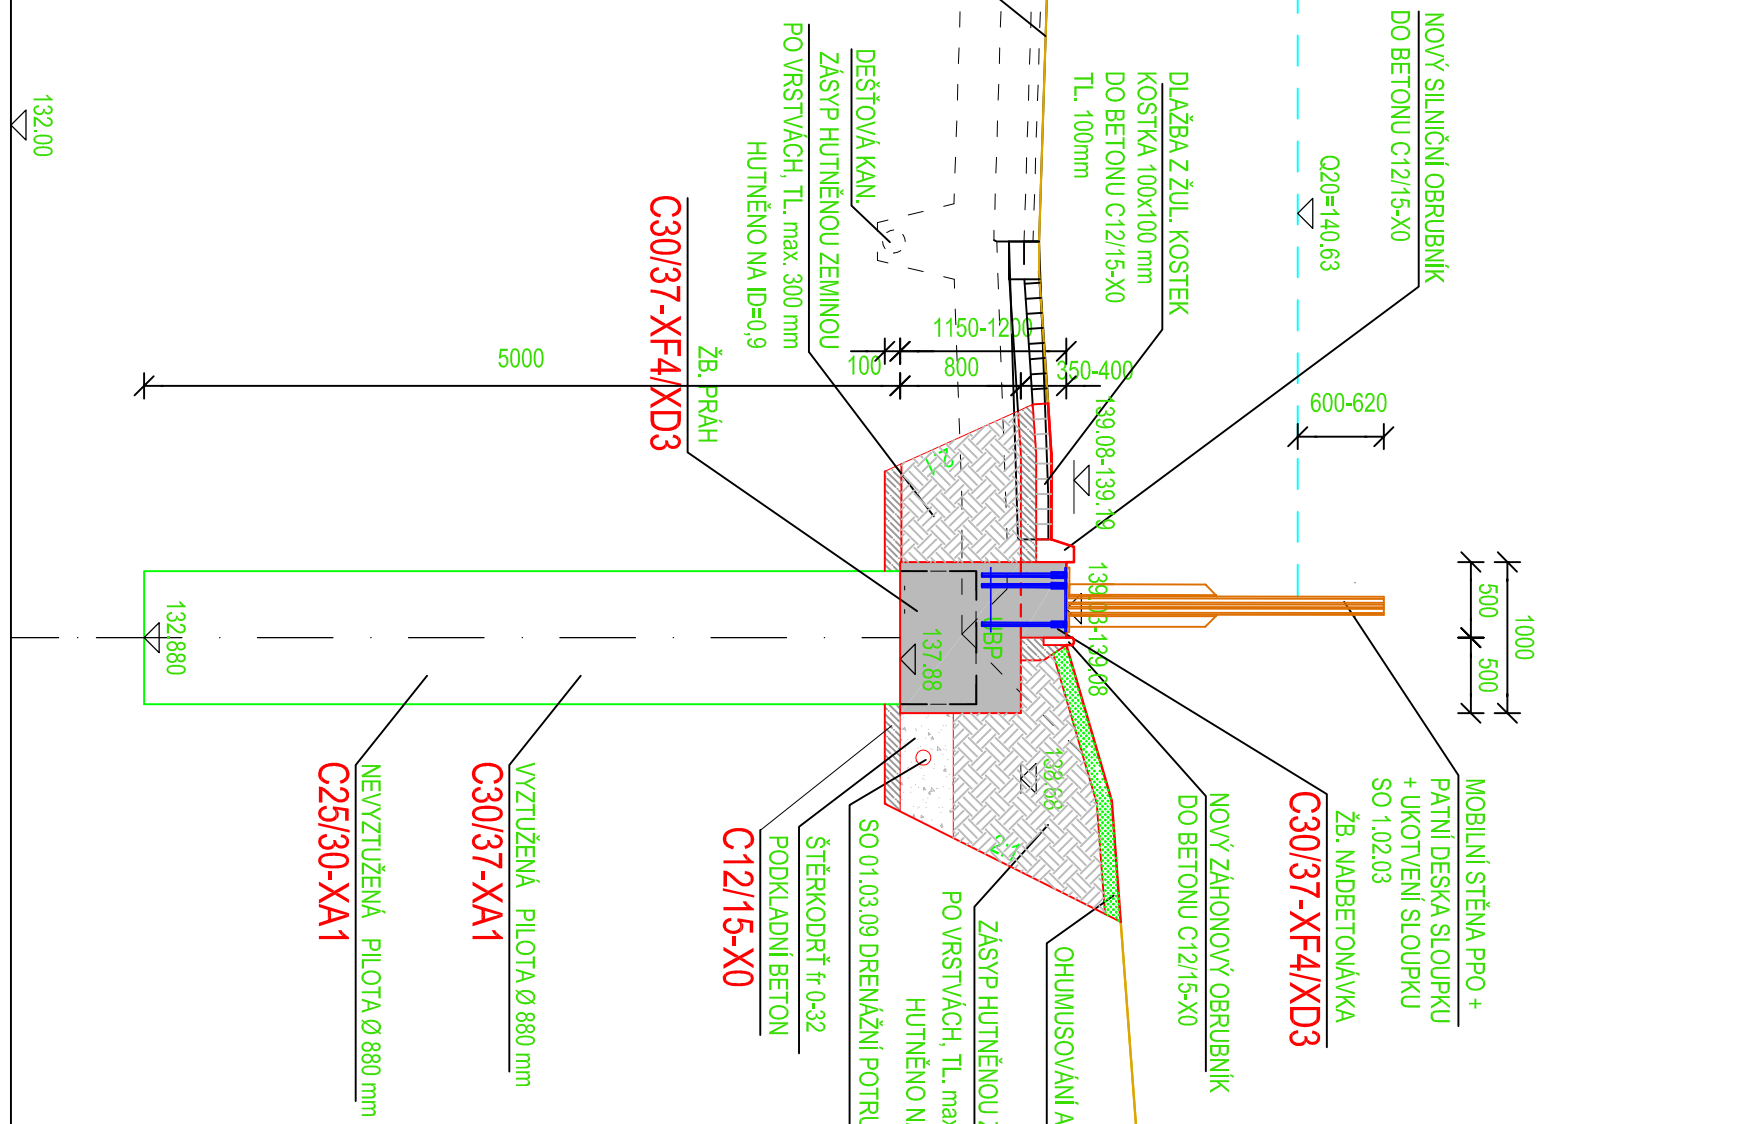 NOVÝ SILNIČNÍ OBRUBNÍK
DO BETONU C12/15-X0
Q20=140.63
DLAŽBA Z ŽUL. KOSTEK
KOSTKA 100x100 mm
DO BETONU C12/15-X0
TL. 100mm
DEŠŤOVÁ KAN.
ZÁSYP HUTNĚNOU ZEMINOU
PO VRSTVÁCH, TL. max. 300 mm
HUTNĚNO NA ID=0,9
ŽB. PRÁH
C30/37-XF4/XD3
132.00
5000
100
800
1150-1200
350-400
600-620
139.08-139.19
139.03-139.08
500
500
1000
132.880
137.88
138.68
2:1
MOBILNÍ STĚNA PPO +
PATNÍ DESKA SLOUPKU
+ UKOTVENÍ SLOUPKU
SO 1.02.03
ŽB. NADBETONÁVKA
C30/37-XF4/XD3
NOVÝ ZÁHONOVÝ OBRUBNÍK
DO BETONU C12/15-X0
OHUMUSOVÁNÍ A
ZÁSYP HUTNĚNOU
PO VRSTVÁCH, TL.
HUTNĚNO
SO 01.03.09 DRENÁŽNÍ
ŠTĚRKODRŤ fr 0-32
PODKLADNÍ BETON
C12/15-X0
VYZTUŽENÁ PILOTA Ø 880 mm
C30/37-XA1
NEVYZTUŽENÁ PILOTA Ø 880 mm
C25/30-XA1